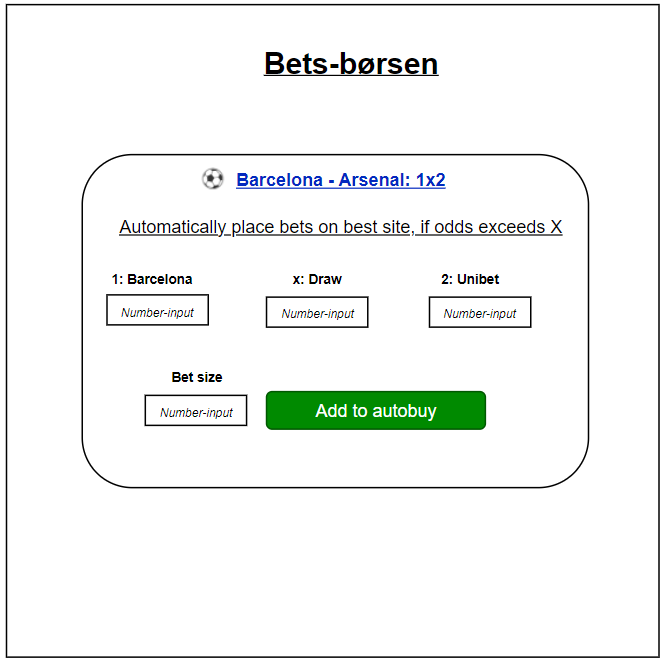 Bets-børsen
Barcelona - Arsenal: 1x2
Automatically place bets on best site, if odds exceeds X
1: Barcelona x: Draw 2: Unibet
Number-input Number-input Number-input
Bet size
Number-input Add to autobuy